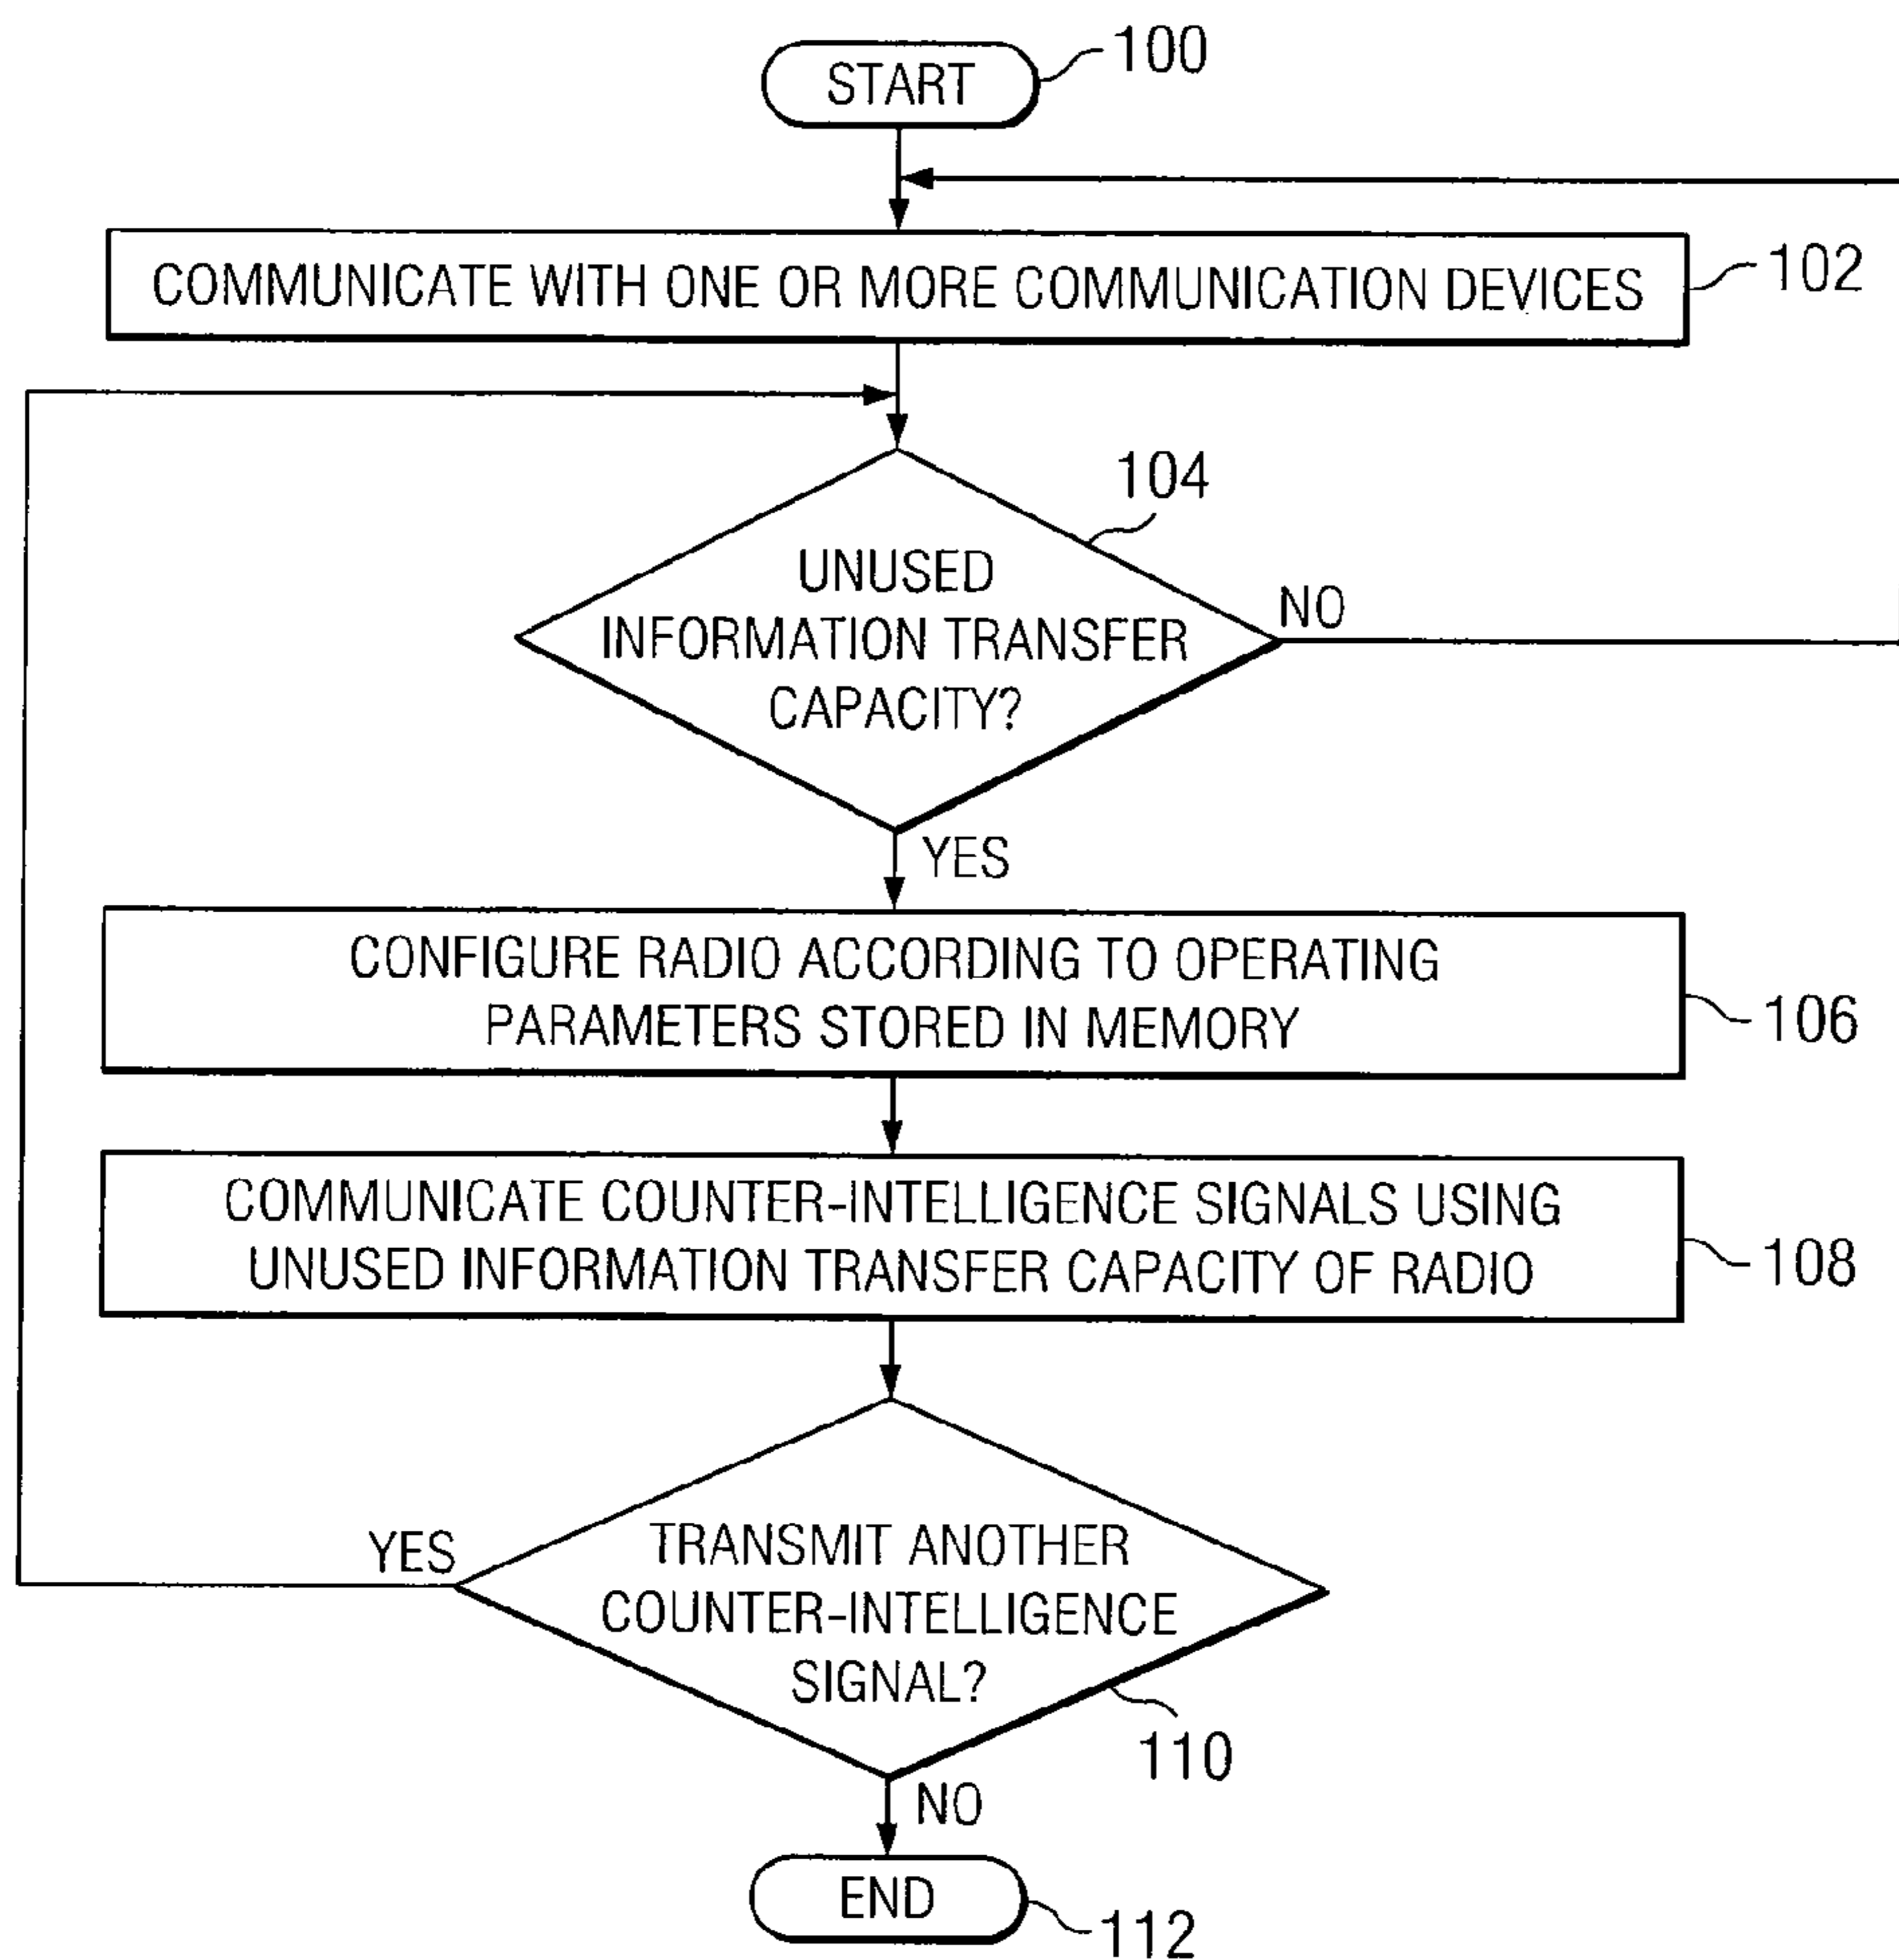 START
100
COMMUNICATE WITH ONE OR MORE COMMUNICATION DEVICES
102
104
UNUSED
INFORMATION TRANSFER
CAPACITY?
NO
YES
CONFIGURE RADIO ACCORDING TO OPERATING
PARAMETERS STORED IN MEMORY
106
COMMUNICATE COUNTER-INTELLIGENCE SIGNALS USING
UNUSED INFORMATION TRANSFER CAPACITY OF RADIO
108
YES
TRANSMIT ANOTHER
COUNTER-INTELLIGENCE
SIGNAL?
110
NO
END
112